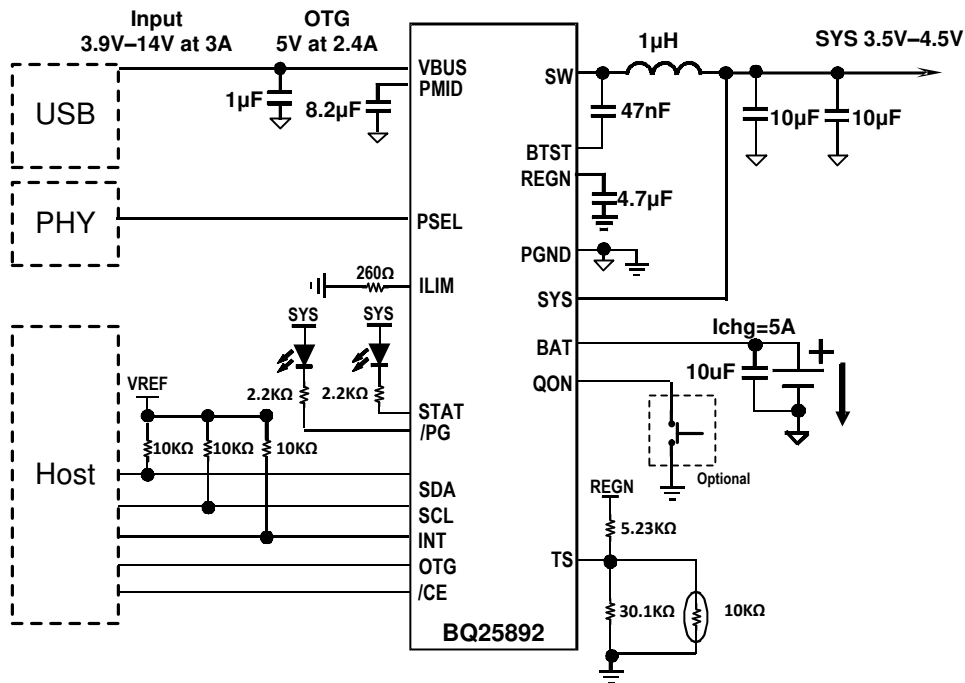 Input
3.9V–14V at 3A
OTG
5V at 2.4A
USB
PHY
Host
1µF
8.2µF
260Ω
SYS
SYS
2.2KΩ
2.2KΩ
VREF
10KΩ
10KΩ
10KΩ
VBUS
PMID
PSEL
ILIM
STAT
/PG
SDA
SCL
INT
OTG
/CE
BQ25892
SW
BTST
REGN
PGND
SYS
BAT
QON
TS
1µH
SYS 3.5V–4.5V
47nF
10µF
10µF
4.7µF
Ichg=5A
10uF
+
Optional
REGN
5.23KΩ
30.1KΩ
10KΩ